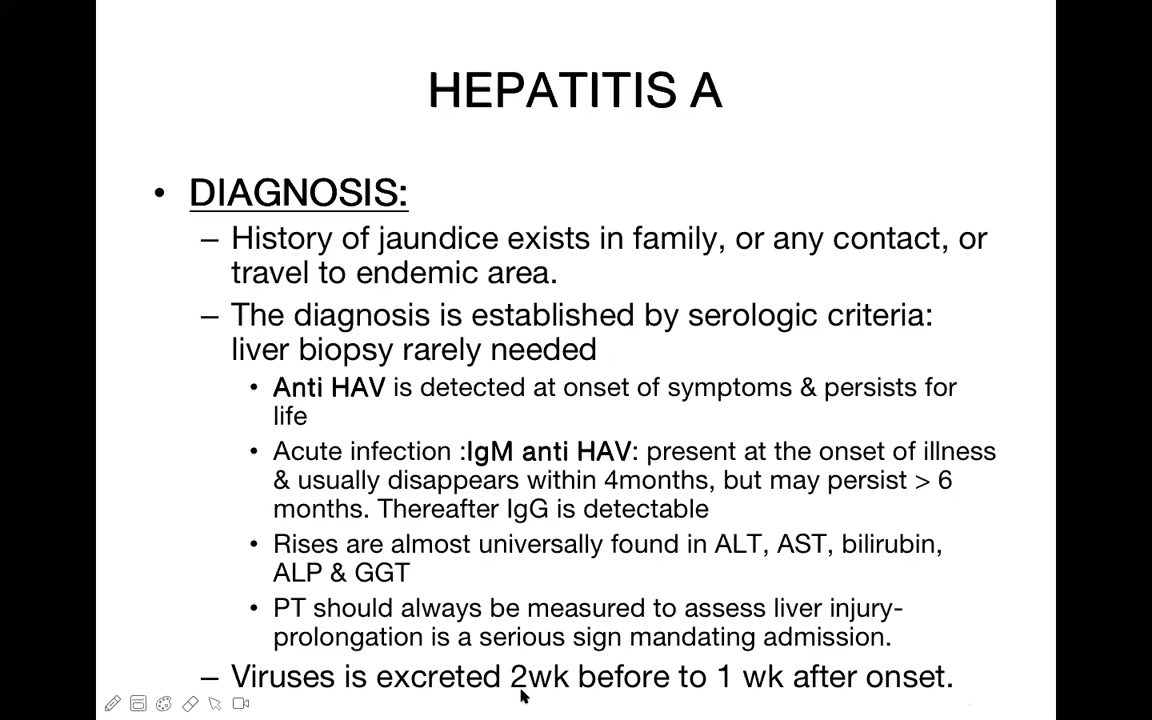 HEPATITIS A
• DIAGNOSIS:
– History of jaundice exists in family, or any contact, or
travel to endemic area.
– The diagnosis is established by serologic criteria:
liver biopsy rarely needed
• Anti HAV is detected at onset of symptoms & persists for
life
• Acute infection :IgM anti HAV: present at the onset of illness
& usually disappears within 4months, but may persist > 6
months. Thereafter IgG is detectable
• Rises are almost universally found in ALT, AST, bilirubin,
ALP & GGT
• PT should always be measured to assess liver injury-
prolongation is a serious sign mandating admission.
– Viruses is excreted 2wk before to 1 wk after onset.